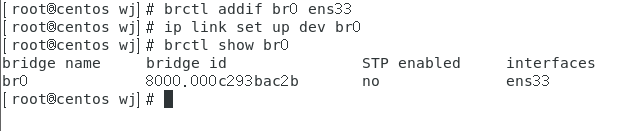 [root@centos wj]# brctl addif br0 ens33
[root@centos wj]# ip link set up dev br0
[root@centos wj]# brctl show br0
bridge name bridge id STP enabled interfaces
br0 8000.000c293bac2b no ens33
[root@centos wj]#